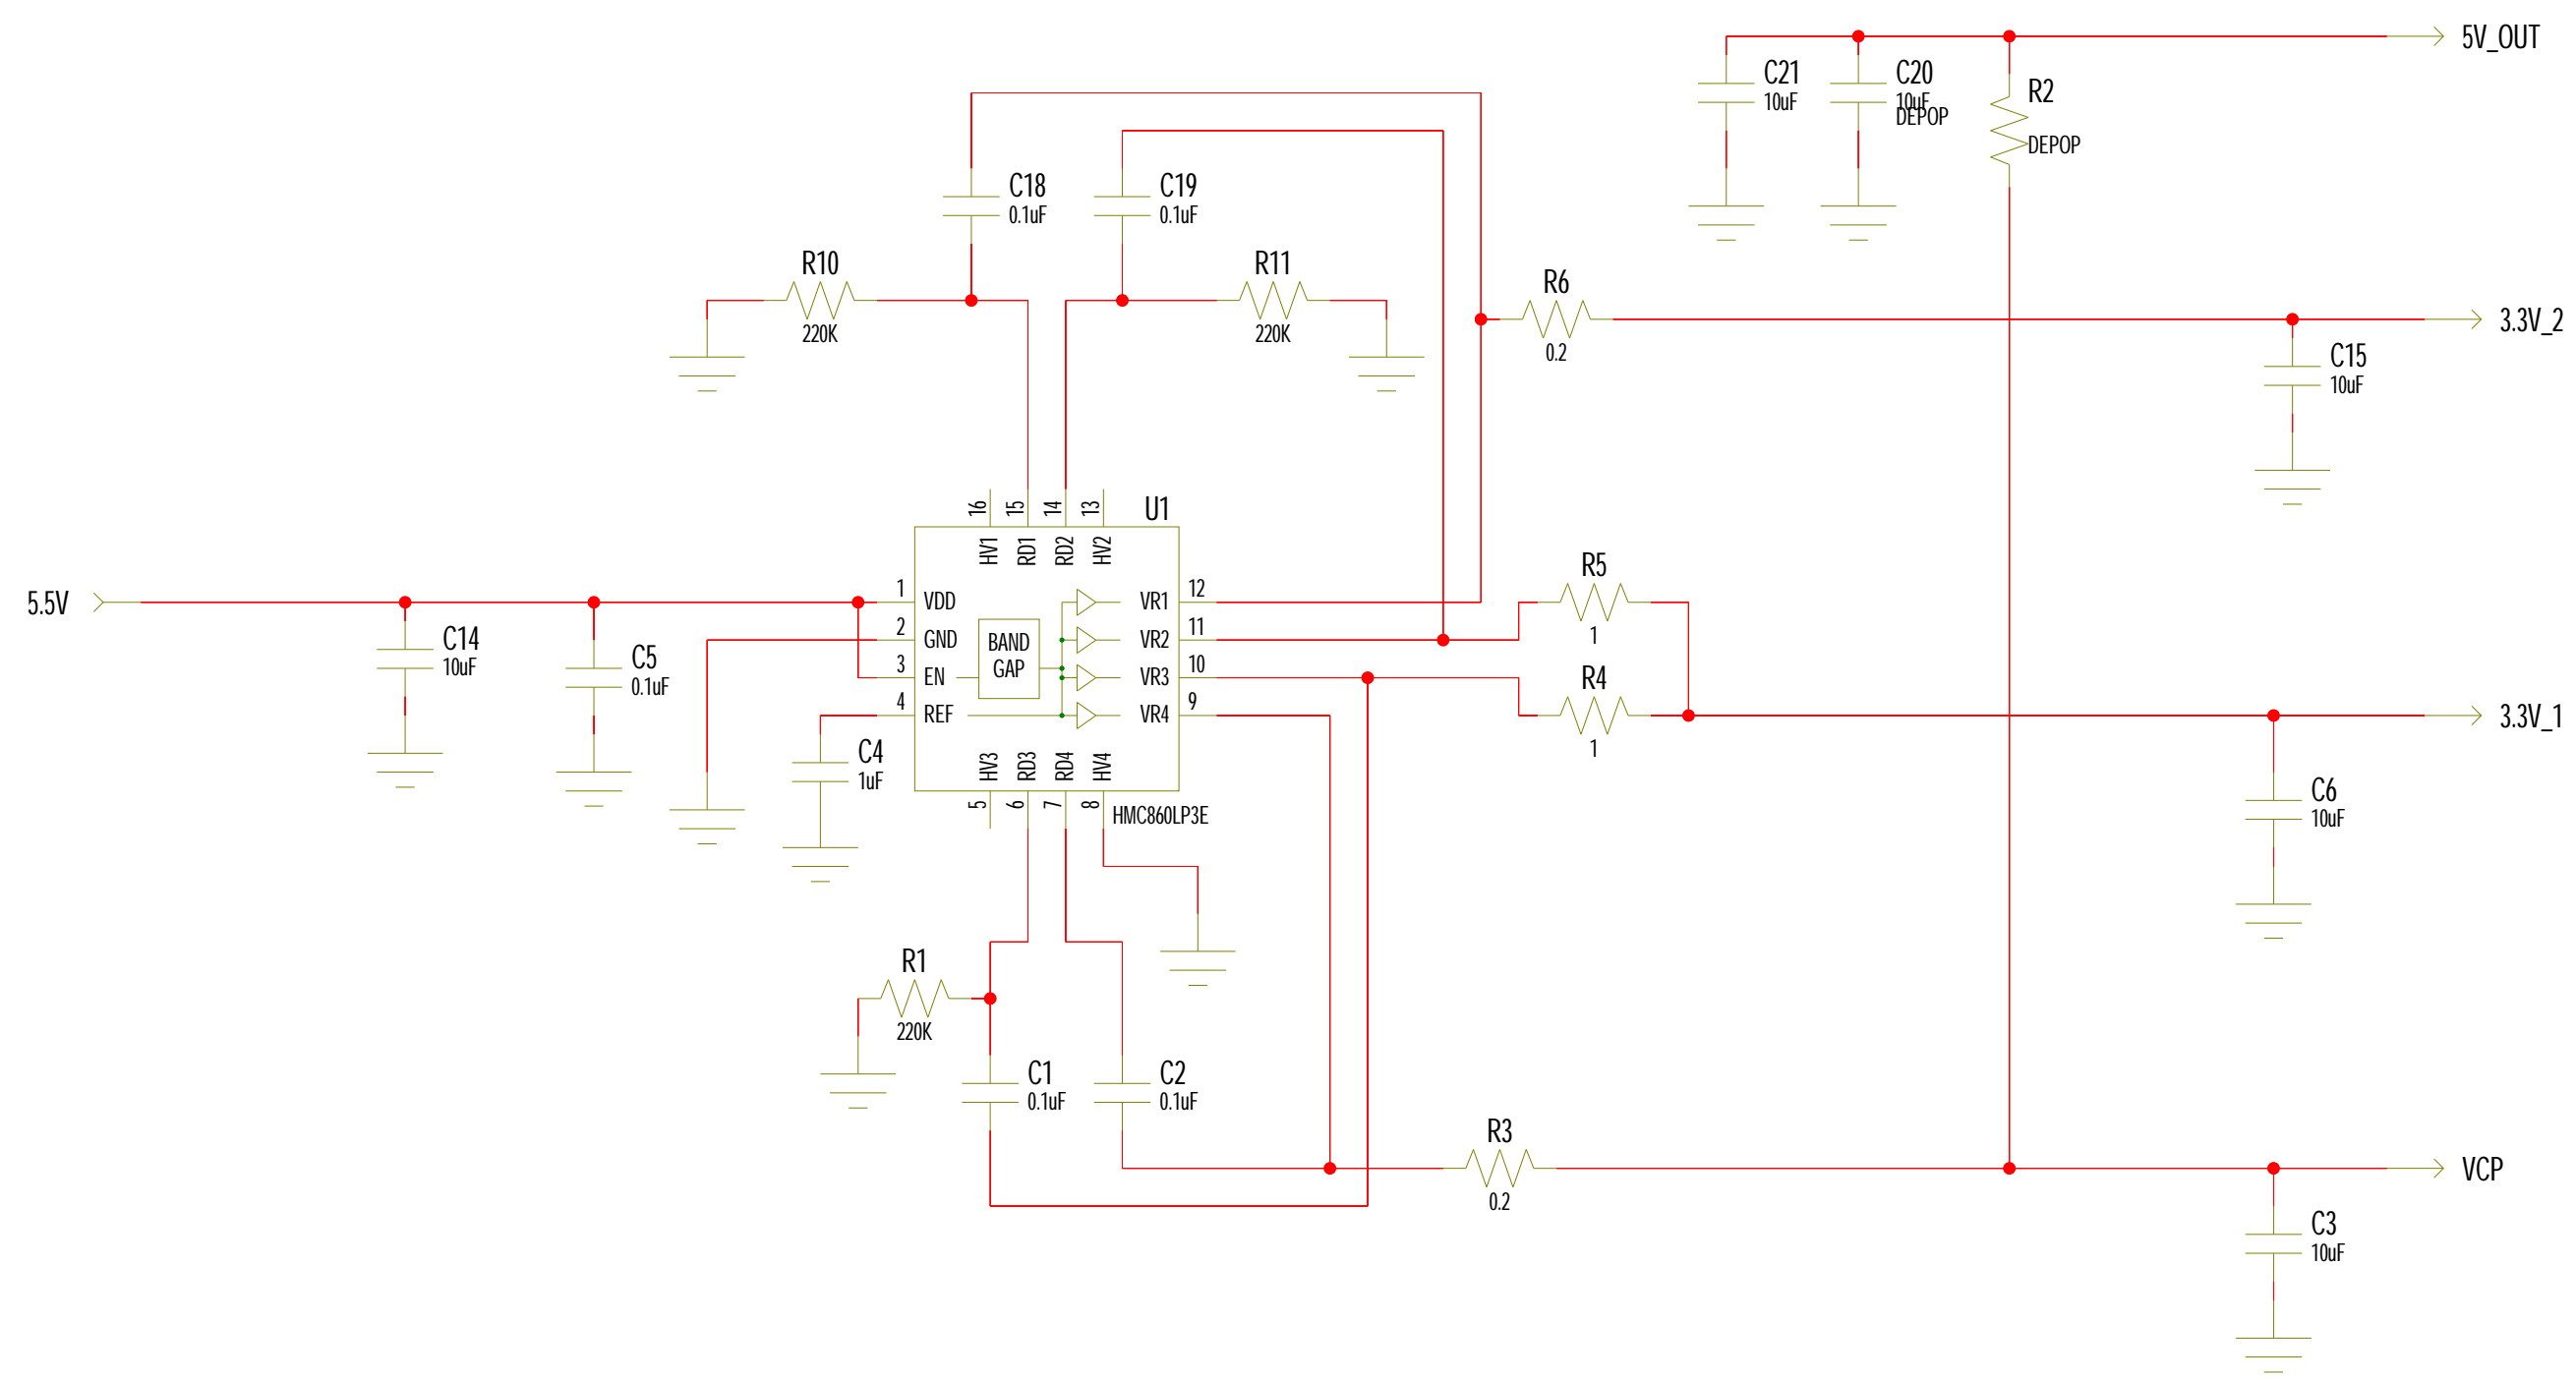 5V_OUT
C21
10uF
C20
10uF
DEPOP
R2
DEPOP
C18
0.1uF
C19
0.1uF
R10
220K
R11
220K
R6
0.2
3.3V_2
C15
10uF
U1
16
15
14
13
HV1
RD1
RD2
HV2
5.5V
C14
10uF
C5
0.1uF
1
VDD
2
GND
3
EN
4
REF
BAND
GAP
VR1
12
VR2
11
VR3
10
VR4
9
R5
1
R4
1
3.3V_1
C4
1uF
HV3
RD3
RD4
HV4
5
6
7
8
HMC860LP3E
C6
10uF
R1
220K
C1
0.1uF
C2
0.1uF
R3
0.2
VCP
C3
10uF